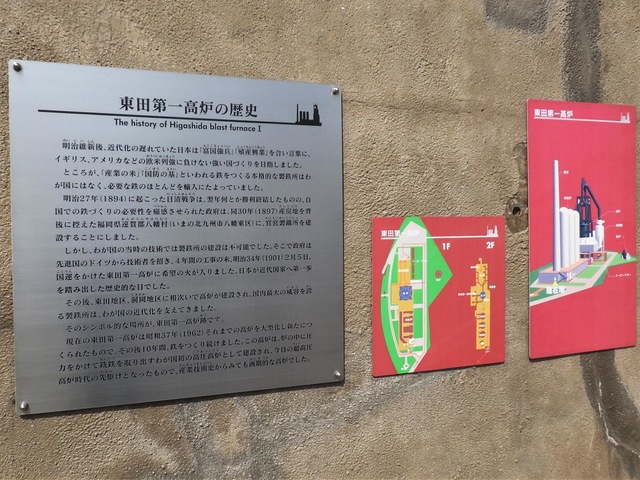 東田第一高炉の歴史
The history of Higashida blast furnace I
明治維新後、近代化の遅れていた日本は「富国強兵」「殖産興業」を合い言葉に、
イギリス、アメリカなどの欧米列強に負けない強い国づくりを目指しました。
ところが、「産業の米」「国防の基」といわれる鉄をつくる本格的な製鉄所はわ
が国にはなく、必要な鉄のほとんどを輸入にたよっていました。
明治27年(1894)に起こった日清戦争は、翌年何とか勝利終結したものの、自
国での鉄づくりの必要性を痛感させられた政府は、同30年(1897)産炭地を背
後に控えた福岡県遠賀郡八幡村(いまの北九州市八幡東区)に、官営製鐵所を建
設することにしました。
しかし、わが国の当時の技術では製鉄所の建設は不可能でした。そこで政府は
先進国のドイツから技術者を招き、4年間の工事の末、明治34年(1901)2月5日、
国運をかけた東田第一高炉に希望の火が入りました。日本が近代国家へ第一歩
を踏み出した歴史的な日でした。
その後、東田地区、洞岡地区に相次いで高炉が建設され、国内最大の威容を誇
る製鉄所は、わが国の近代化を支えてきました。
そのシンボル的な場所が、東田第一高炉跡です。
現在の東田第一高炉は昭和37年(1962)それまでの高炉を大型化し新たにつ
くられたもので、その後10年間、鉄をつくり続けました。この高炉は、炉の中に圧
力をかけて銑鉄を取り出すわが国初の高圧高炉として建設され、今日の超高圧
高炉時代の先駆けとなったもので、産業技術史からみても画期的な高炉でした。
東田第一高炉
1F
2F
東田第一高炉